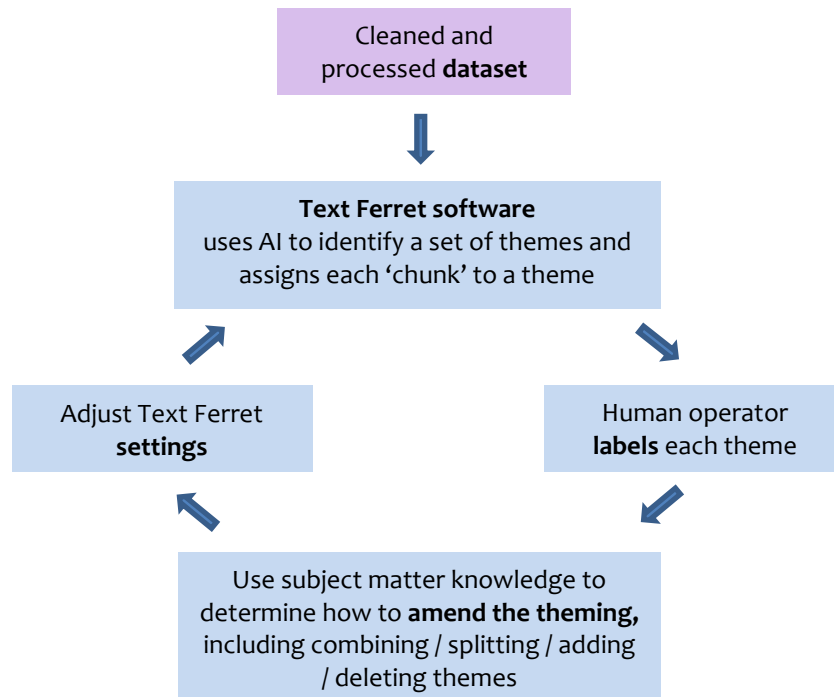 Cleaned and
processed dataset
Text Ferret software
uses AI to identify a set of themes and
assigns each ‘chunk’ to a theme
Adjust Text Ferret
settings
Human operator
labels each theme
Use subject matter knowledge to
determine how to amend the theming,
including combining / splitting / adding
/ deleting themes